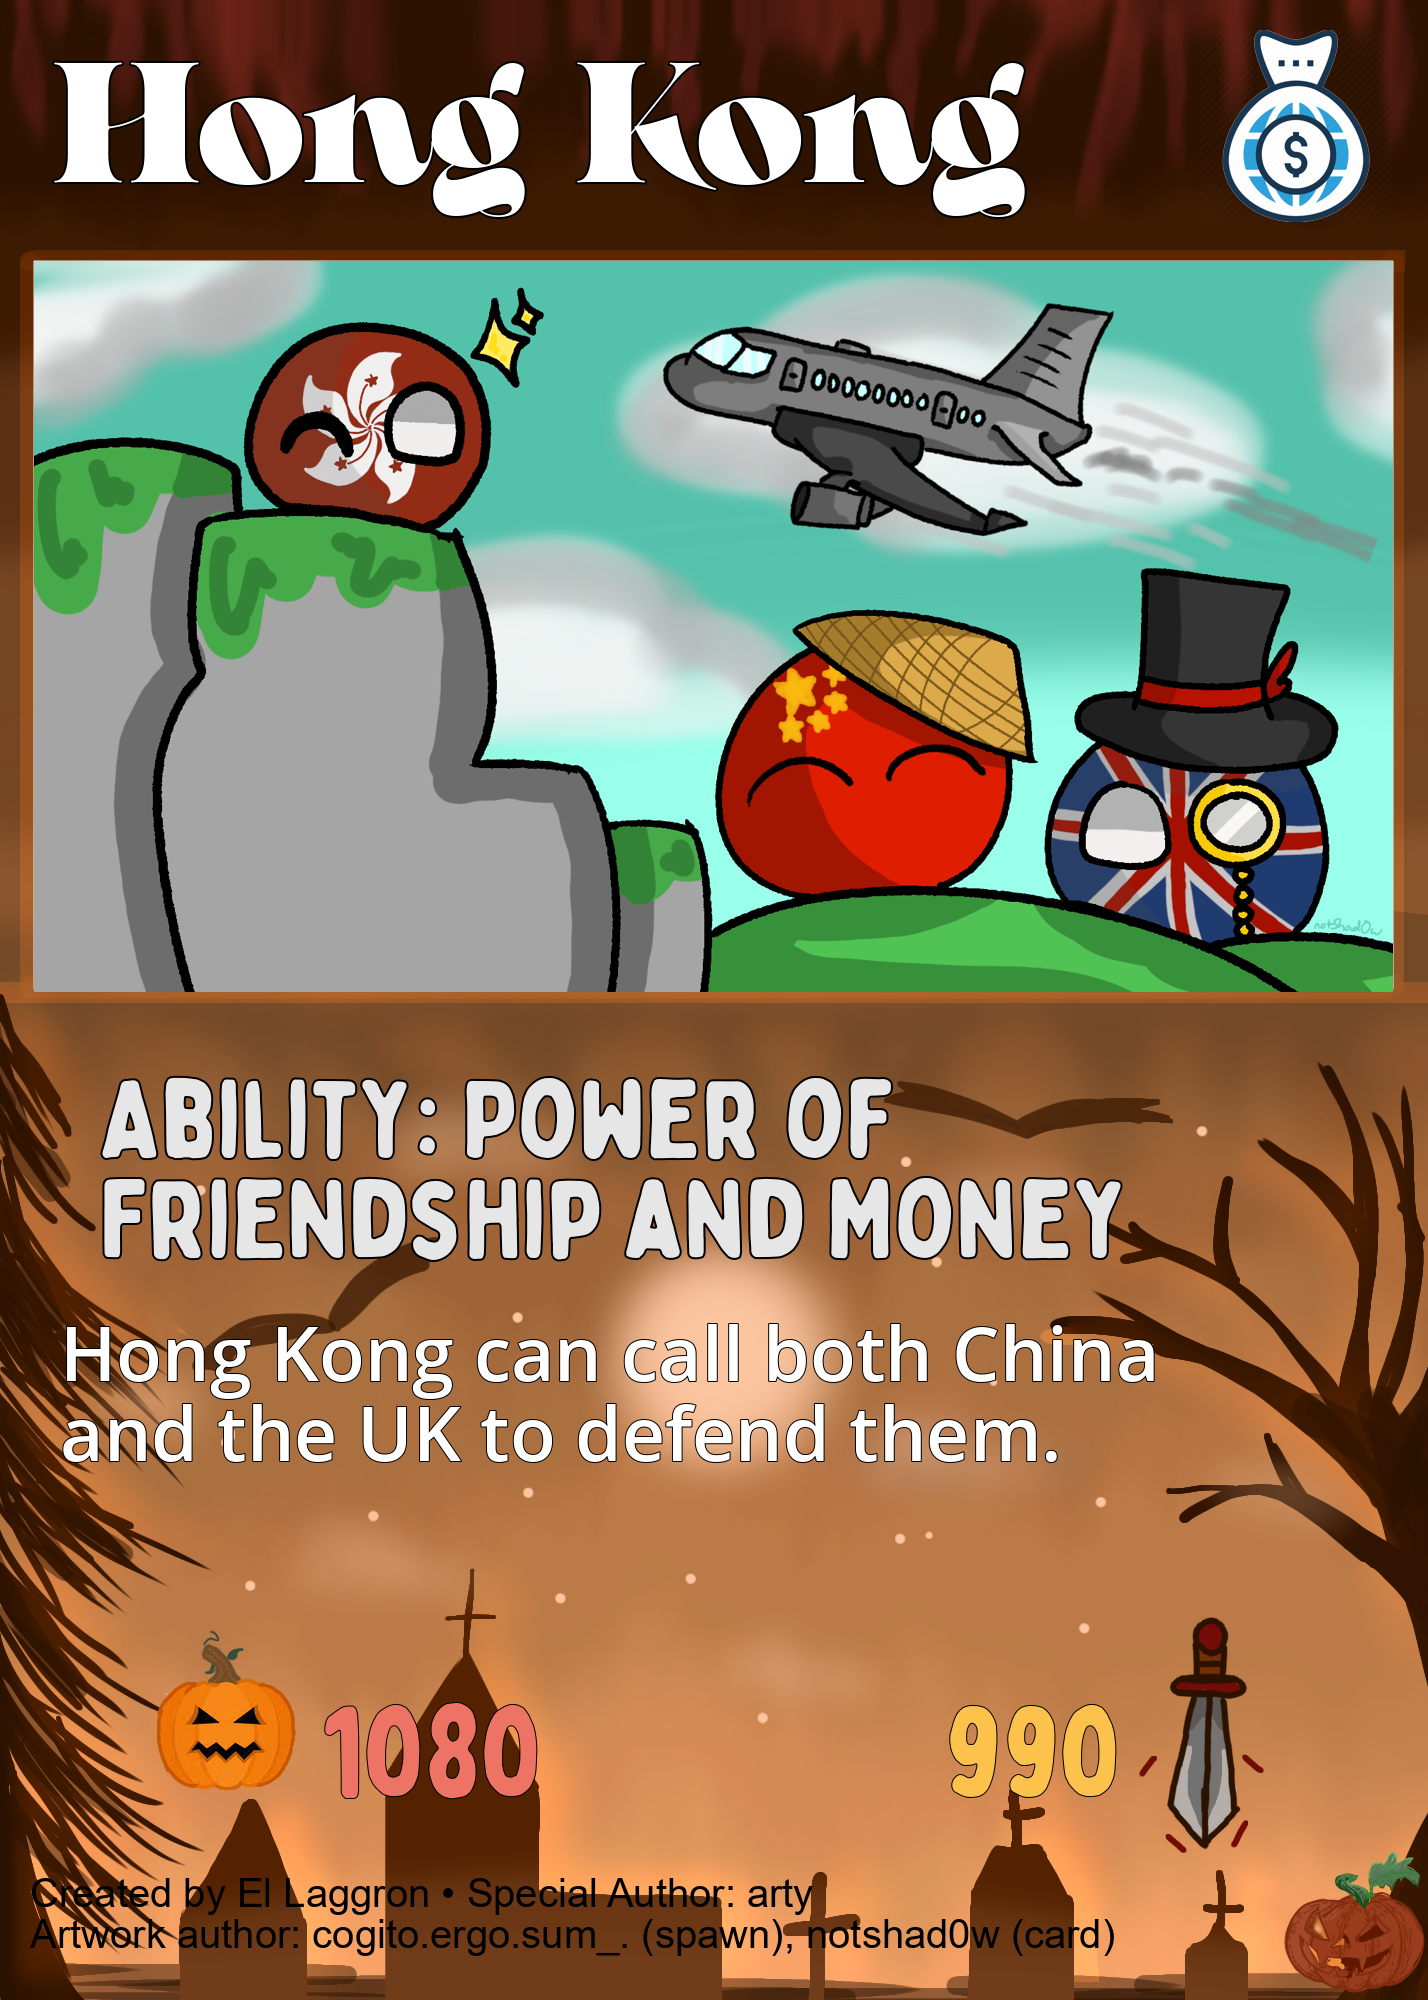 Hong Kong
$
notshad0w
ABILITY: POWER OF
FRIENDSHIP AND MONEY
Hong Kong can call both China
and the UK to defend them.
1080
990
Created by El Laggron • Special Author: arty
Artwork author: cogito.ergo.sum_. (spawn), notshad0w (card)